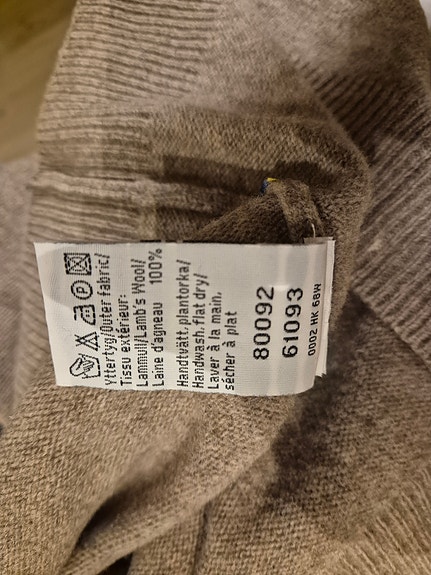 Yttertyg/Outer fabric/
Tissu extérieur:
Lammull/Lamb's Wool/
Laine d'agneau 100%
Handtvätt, plantorka/
Handwash, flat dry/
Laver à la main,
sécher à plat
80092
61093
0002 HK 68W